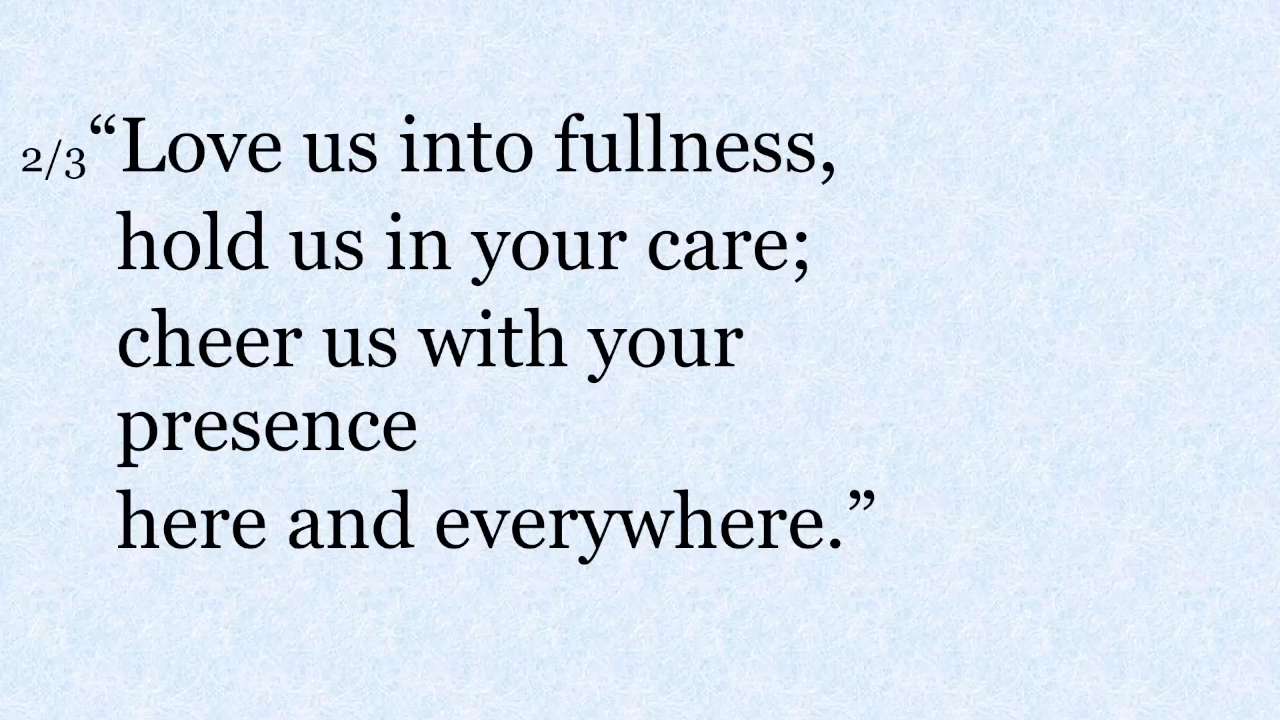 2/3“Love us into fullness,
hold us in your care;
cheer us with your
presence
here and everywhere.”